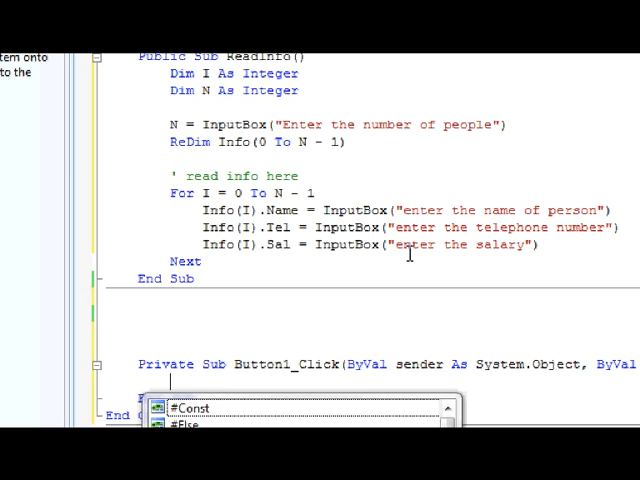 tem onto
to the
Public Sub ReadInfo()
Dim I As Integer
Dim N As Integer
N = InputBox("Enter the number of people")
ReDim Info(0 To N - 1)
' read info here
For I = 0 To N - 1
Info(I).Name = InputBox("enter the name of person")
Info(I).Tel = InputBox("enter the telephone number")
Info(I).Sal = InputBox("enter the salary")
Next
End Sub
Private Sub Button1_Click(ByVal sender As System.Object, ByVal
#Const
End
#Else